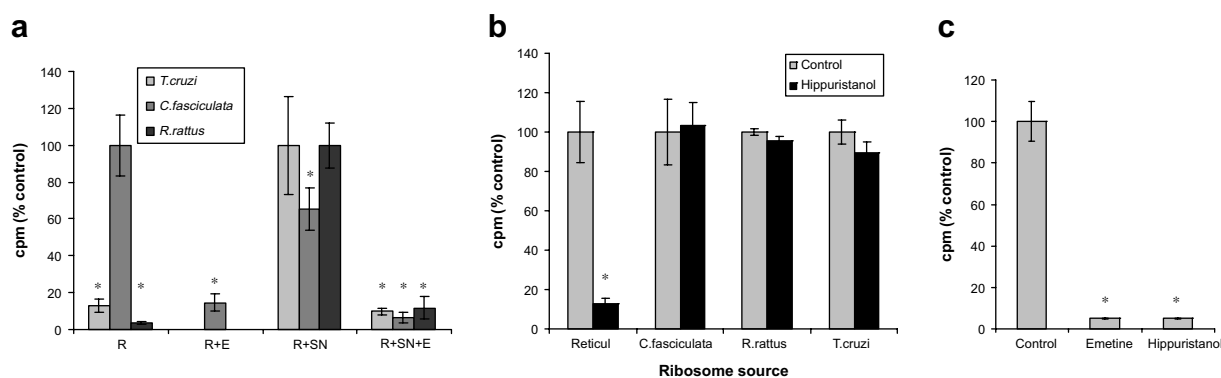 a
cpm (% control)
140
120
100
80
60
40
20
0
T.cruzi
C.fasciculata
R.rattus
*
*
*
*
* * *
R
R+E
R+SN
R+SN+E
b
cpm (% control)
140
120
100
80
60
40
20
0
Control
Hippuristanol
*
Reticul
C.fasciculata
R.rattus
T.cruzi
Ribosome source
c
cpm (% control)
120
100
80
60
40
20
0
*
*
Control
Emetine
Hippuristanol